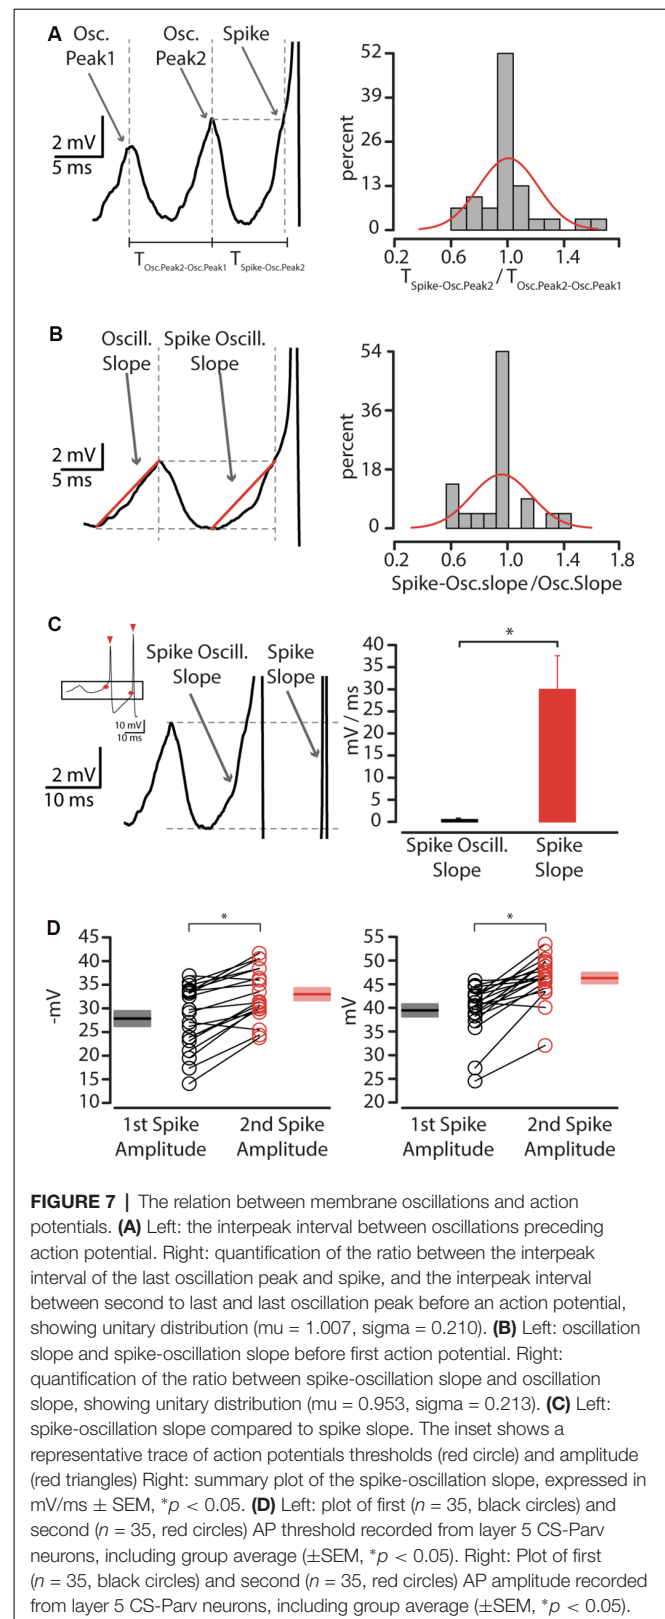 A
Osc. Peak1
Osc. Peak2
Spike
2 mV
5 ms
T Osc.Peak2-Osc.Peak1
T Spike-Osc.Peak2
percent
52
39
26
13
0
0.2 0.6 1.0 1.4
T Spike-Osc.Peak2 / T Osc.Peak2-Osc.Peak1
B
Oscill. Slope
Spike Oscill. Slope
2 mV
5 ms
percent
54
36
18
0
0.2 0.6 1.0 1.4 1.8
Spike-Osc.slope/Osc.Slope
C
10 mV
10 ms
Spike Oscill. Slope
Spike Slope
2 mV
10 ms
mV / ms
40
35
30
25
20
15
10
5
0
*
Spike Oscill. Slope
Spike Slope
D
-mV
45
40
35
30
25
20
15
10
*
1st Spike Amplitude
2nd Spike Amplitude
mV
55
50
45
40
35
30
25
20
*
1st Spike Amplitude
2nd Spike Amplitude
FIGURE 7 | The relation between membrane oscillations and action
potentials. (A) Left: the interpeak interval between oscillations preceding
action potential. Right: quantification of the ratio between the interpeak
interval of the last oscillation peak and spike, and the interpeak interval
between second to last and last oscillation peak before an action potential,
showing unitary distribution (mu = 1.007, sigma = 0.210). (B) Left: oscillation
slope and spike-oscillation slope before first action potential. Right:
quantification of the ratio between spike-oscillation slope and oscillation
slope, showing unitary distribution (mu = 0.953, sigma = 0.213). (C) Left:
spike-oscillation slope compared to spike slope. The inset shows a
representative trace of action potentials thresholds (red circle) and amplitude
(red triangles) Right: summary plot of the spike-oscillation slope, expressed in
mV/ms ± SEM, *p < 0.05. (D) Left: plot of first (n = 35, black circles) and
second (n = 35, red circles) AP threshold recorded from layer 5 CS-Parv
neurons, including group average (±SEM, *p < 0.05). Right: Plot of first
(n = 35, black circles) and second (n = 35, red circles) AP amplitude recorded
from layer 5 CS-Parv neurons, including group average (±SEM, *p < 0.05).